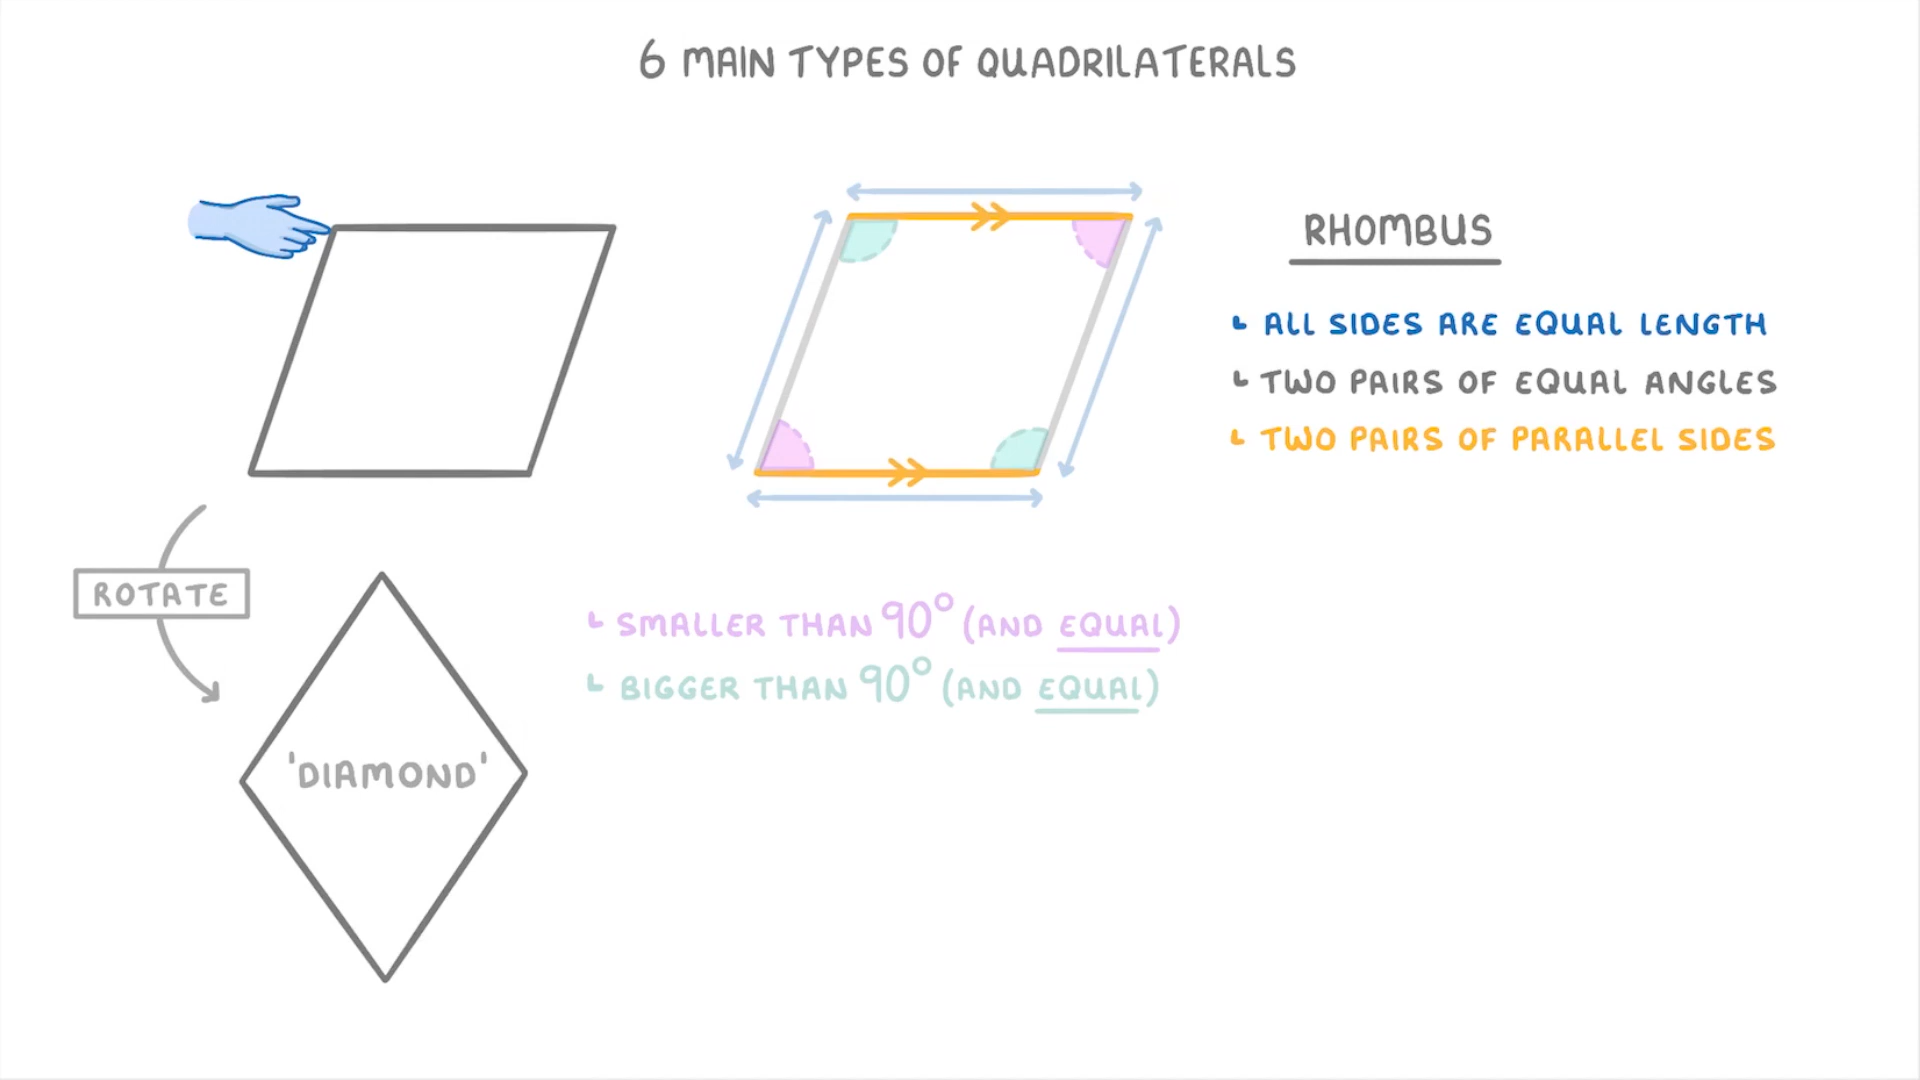 6 MAIN TYPES OF QUADRILATERALS
RHOMBUS
ALL SIDES ARE EQUAL LENGTH
TWO PAIRS OF EQUAL ANGLES
TWO PAIRS OF PARALLEL SIDES
ROTATE
SMALLER THAN 90° (AND EQUAL)
BIGGER THAN 90° (AND EQUAL)
'DIAMOND'